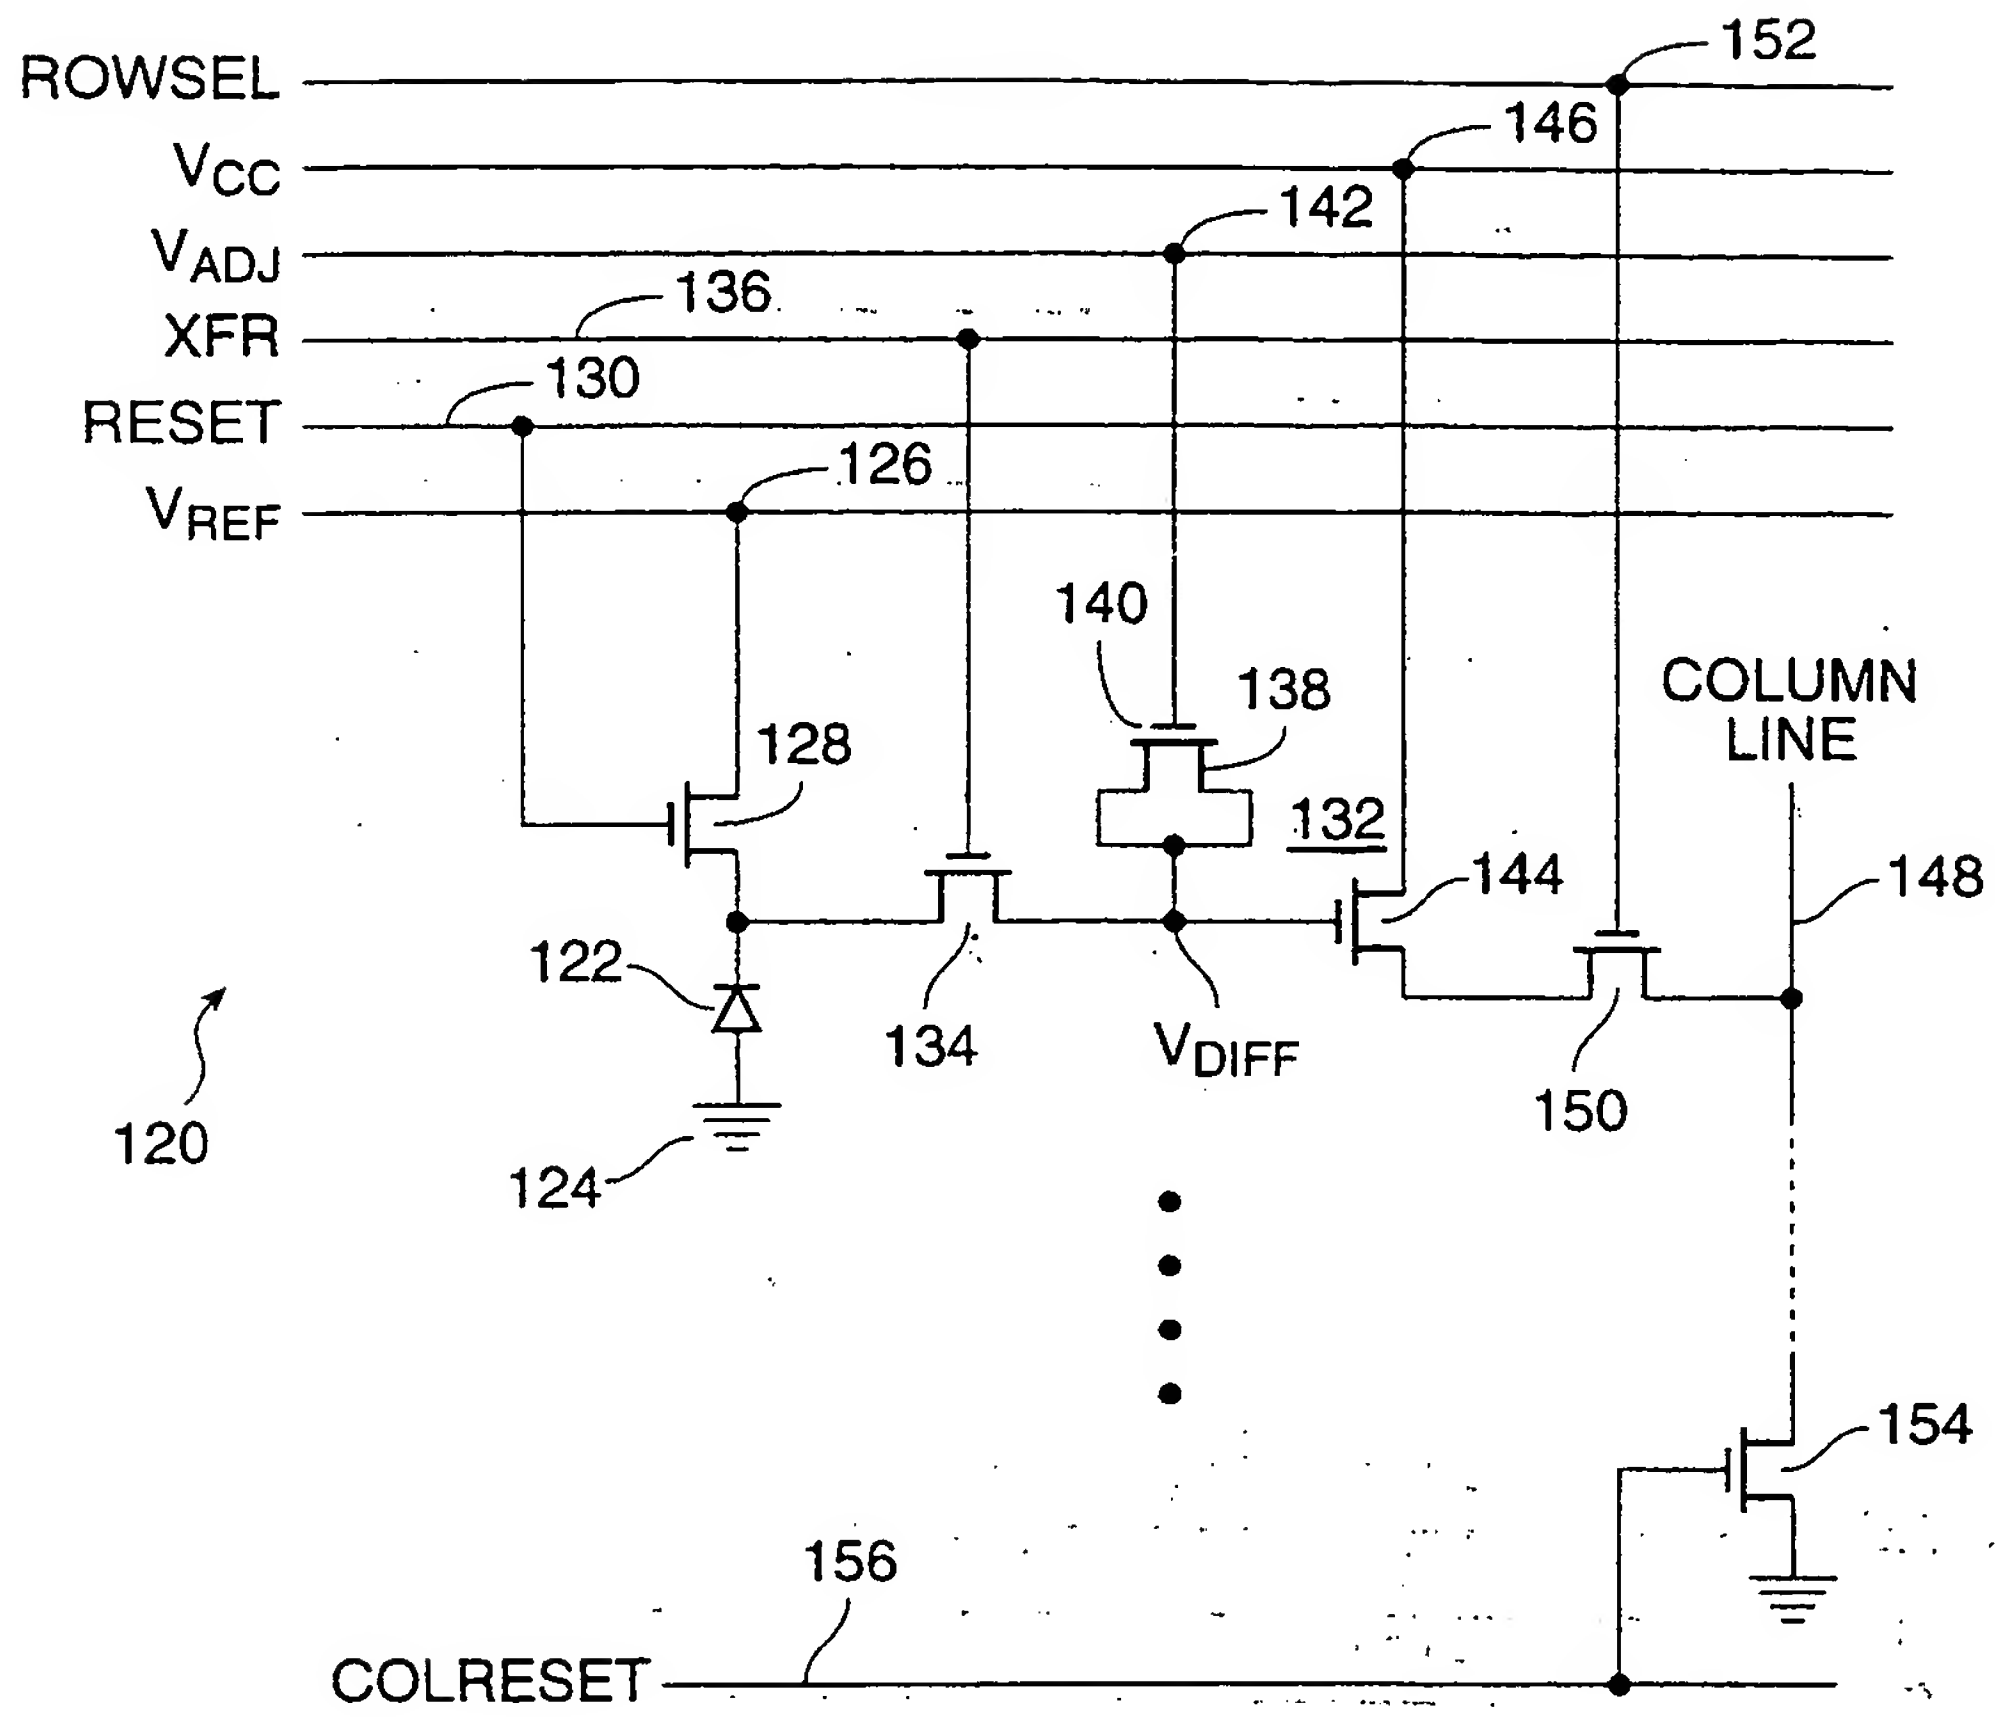 ROWSEL
152
VCC
146
VADJ
142
XFR
136
RESET
130
VREF
126
140
138
128
132
COLUMN
LINE
144
148
122
134
VDIFF
150
120
124
154
156
COLRESET